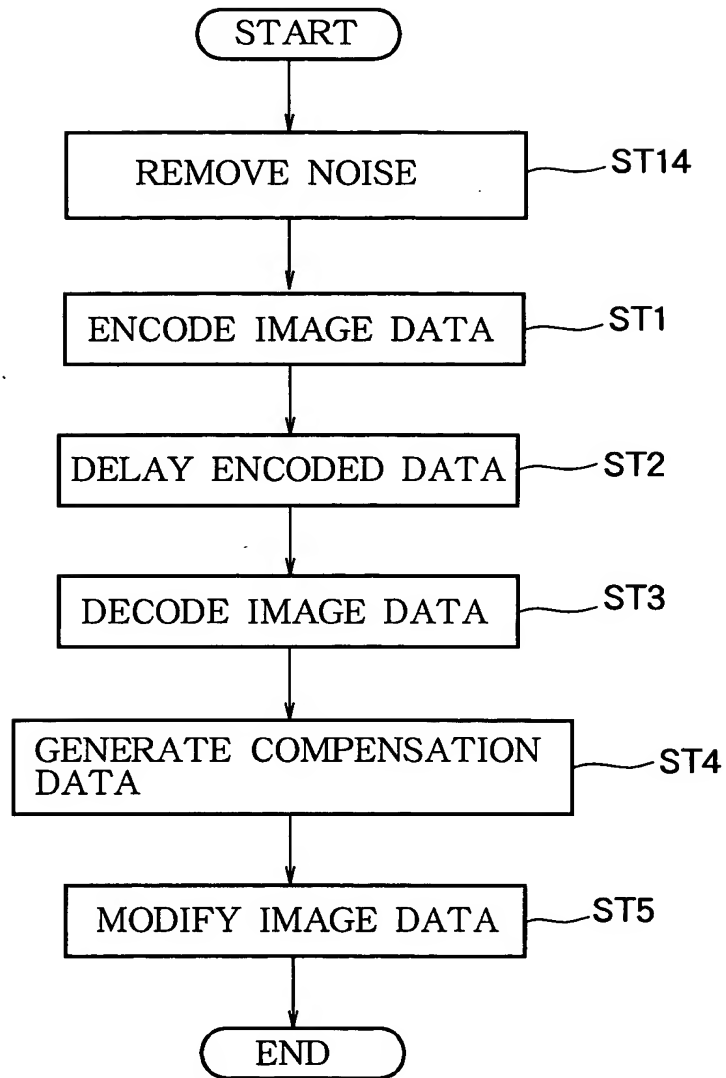 START
REMOVE NOISE
ST14
ENCODE IMAGE DATA
ST1
DELAY ENCODED DATA
ST2
DECODE IMAGE DATA
ST3
GENERATE COMPENSATION
DATA
ST4
MODIFY IMAGE DATA
ST5
END